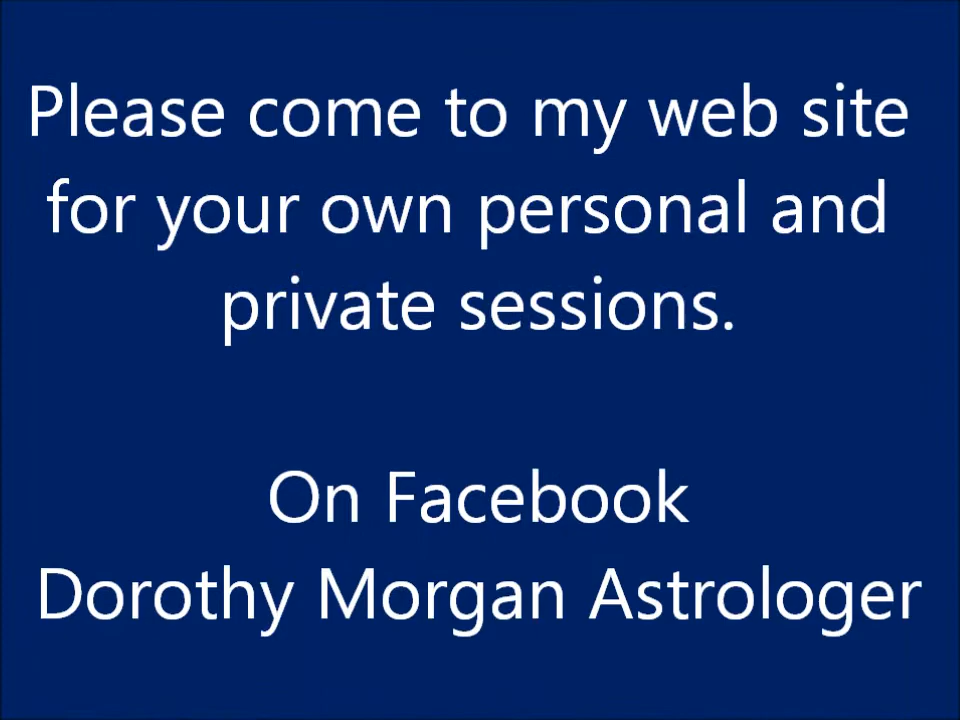 Please come to my web site
for your own personal and
private sessions.
On Facebook
Dorothy Morgan Astrologer